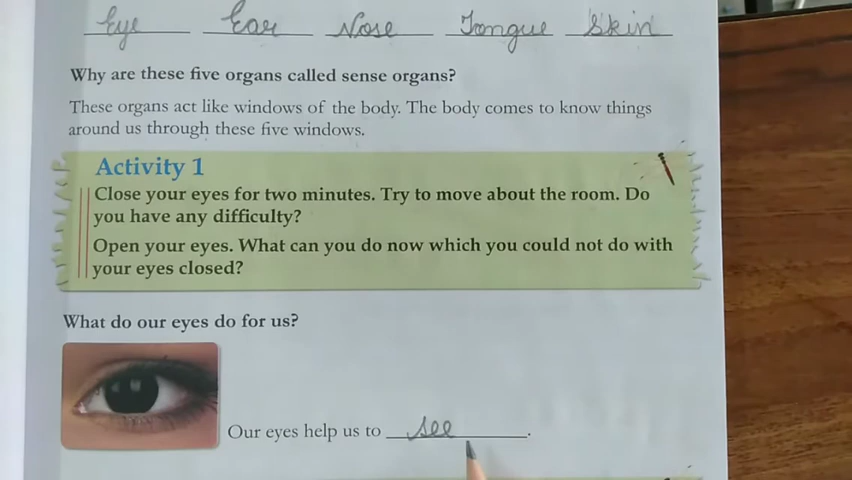 Eye Ear Nose Tongue Skin
Why are these five organs called sense organs?
These organs act like windows of the body. The body comes to know things
around us through these five windows.
Activity 1
Close your eyes for two minutes. Try to move about the room. Do
you have any difficulty?
Open your eyes. What can you do now which you could not do with
your eyes closed?
What do our eyes do for us?
Our eyes help us to see.